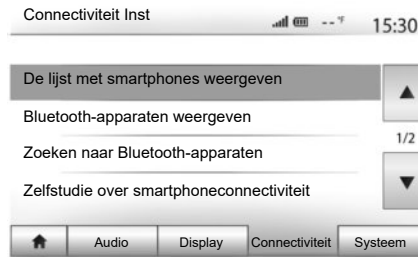 Connectiviteit Inst
-- °F
15:30
De lijst met smartphones weergeven
Bluetooth-apparaten weergeven
Zoeken naar Bluetooth-apparaten
1/2
Zelfstudie over smartphoneconnectiviteit
Audio
Display
Connectiviteit
Systeem